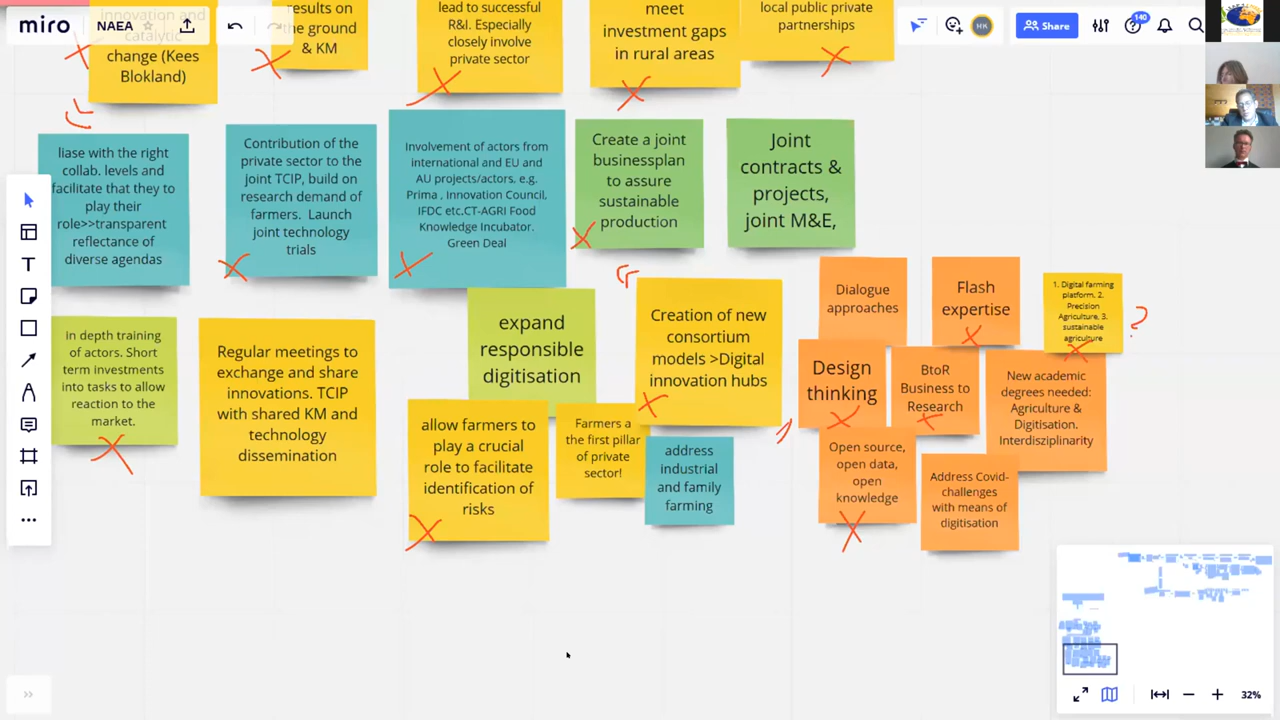 miro
NAEA
HK
Share
140
innovation and
catalytic
change (Kees
Blokland)
results on
the ground
& KM
lead to successful
R&I. Especially
closely involve
private sector
meet
investment gaps
in rural areas
local public private
partnerships
liase with the right
collab. levels and
facilitate that they to
play their
role>>transparent
reflectance of
diverse agendas
Contribution of the
private sector to the
joint TCIP, build on
research demand of
farmers. Launch
joint technology
trials
Involvement of actors from
international and EU and
AU projects/actors, e.g.
Prima , Innovation Council,
IFDC etc.CT-AGRI Food
Knowledge Incubator.
Green Deal
Create a joint
businessplan
to assure
sustainable
production
Joint
contracts &
projects,
joint M&E,
in depth training
of actors. Short
term investments
into tasks to allow
reaction to the
market.
Regular meetings to
exchange and share
innovations. TCIP
with shared KM and
technology
dissemination
expand
responsible
digitisation
Creation of new
consortium
models >Digital
innovation hubs
allow farmers to
play a crucial
role to facilitate
identification of
risks
Farmers a
the first pillar
of private
sector!
address
industrial
and family
farming
Dialogue
approaches
Flash
expertise
1. Digital farming
platform. 2.
Precision
Agriculture, 3.
sustainable
agriculture
?
Design
thinking
BtoR
Business to
Research
New academic
degrees needed:
Agriculture &
Digitisation.
Interdisziplinarity
Open source,
open data,
open
knowledge
Address Covid-
challenges
with means of
digitisation
32%